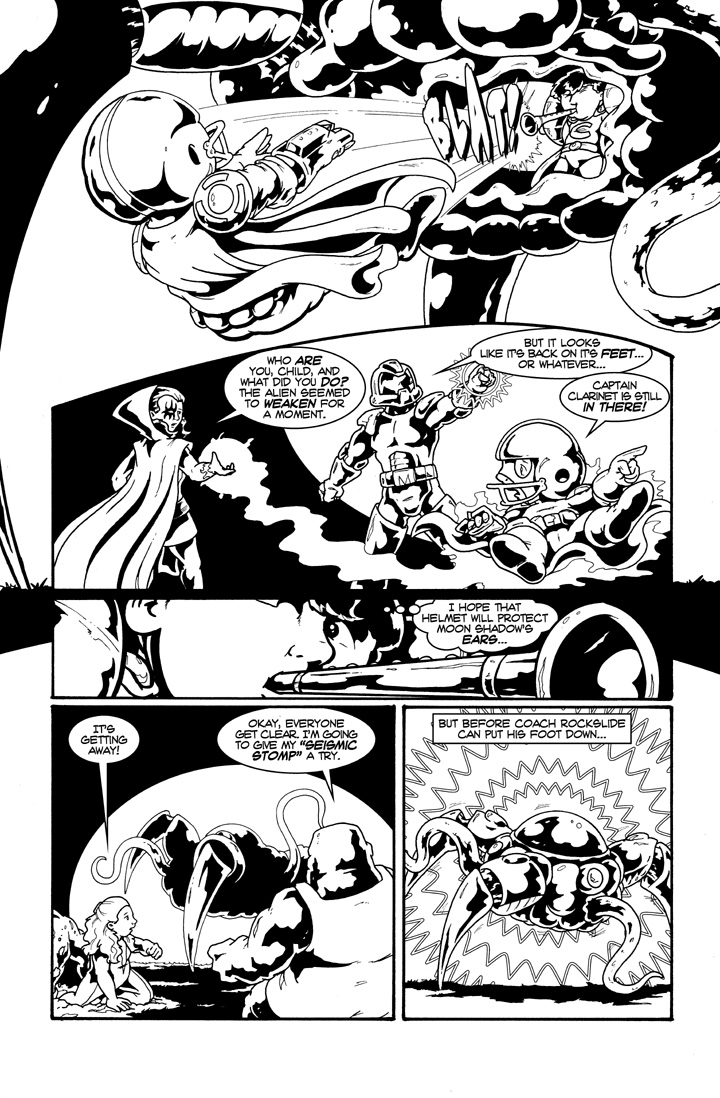 BLAT!
WHO ARE
YOU, CHILD, AND
WHAT DID YOU DO?
THE ALIEN SEEMED
TO WEAKEN FOR
A MOMENT.
BUT IT LOOKS
LIKE IT'S BACK ON IT'S FEET...
OR WHATEVER...
CAPTAIN
CLARINET IS STILL
IN THERE!
I HOPE THAT
HELMET WILL PROTECT
MOON SHADOW'S
EARS...
IT'S
GETTING
AWAY!
OKAY, EVERYONE
GET CLEAR. I'M GOING
TO GIVE MY "SEISMIC
STOMP" A TRY.
BUT BEFORE COACH ROCKSLIDE
CAN PUT HIS FOOT DOWN...